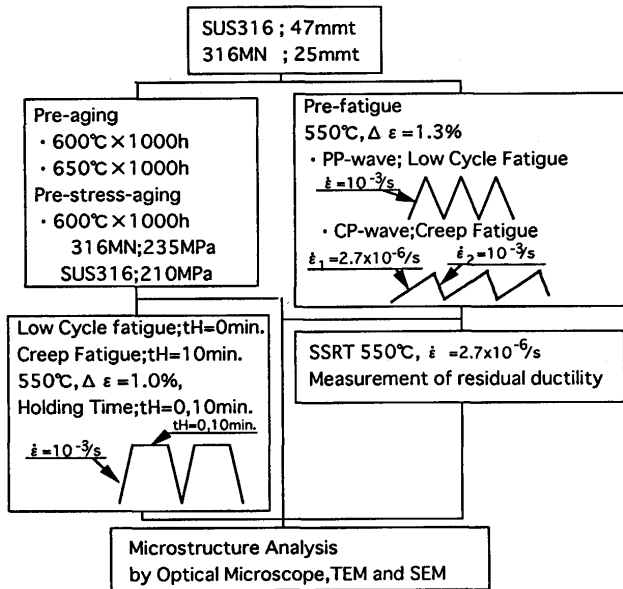 SUS316 ; 47mmt
316MN ; 25mmt
Pre-aging
・600℃×1000h
・650℃×1000h
Pre-stress-aging
・600℃×1000h
316MN;235MPa
SUS316;210MPa
Pre-fatigue
550℃,Δ ε=1.3%
・PP-wave; Low Cycle Fatigue
ε̇=10⁻³/s
・CP-wave;Creep Fatigue
ε̇₁=2.7x10⁻⁶/s ε̇₂=10⁻³/s
Low Cycle fatigue;tH=0min.
Creep Fatigue;tH=10min.
550℃,Δ ε=1.0%,
Holding Time;tH=0,10min.
tH=0,10min.
ε̇=10⁻³/s
SSRT 550℃, ε̇ =2.7x10⁻⁶/s
Measurement of residual ductility
Microstructure Analysis
by Optical Microscope,TEM and SEM